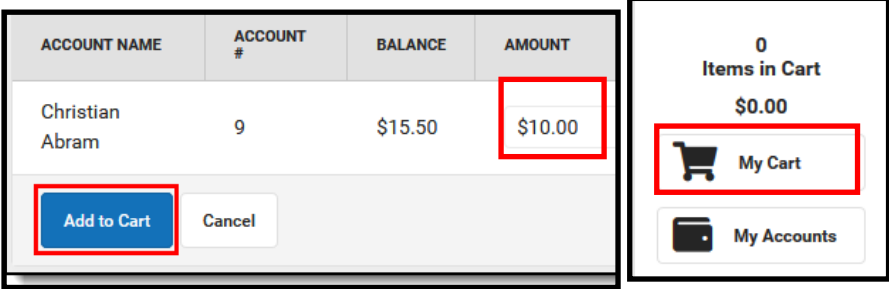 ACCOUNT NAME ACCOUNT # BALANCE AMOUNT
Christian Abram 9 $15.50 $10.00
Add to Cart Cancel
0
Items in Cart
$0.00
My Cart
My Accounts